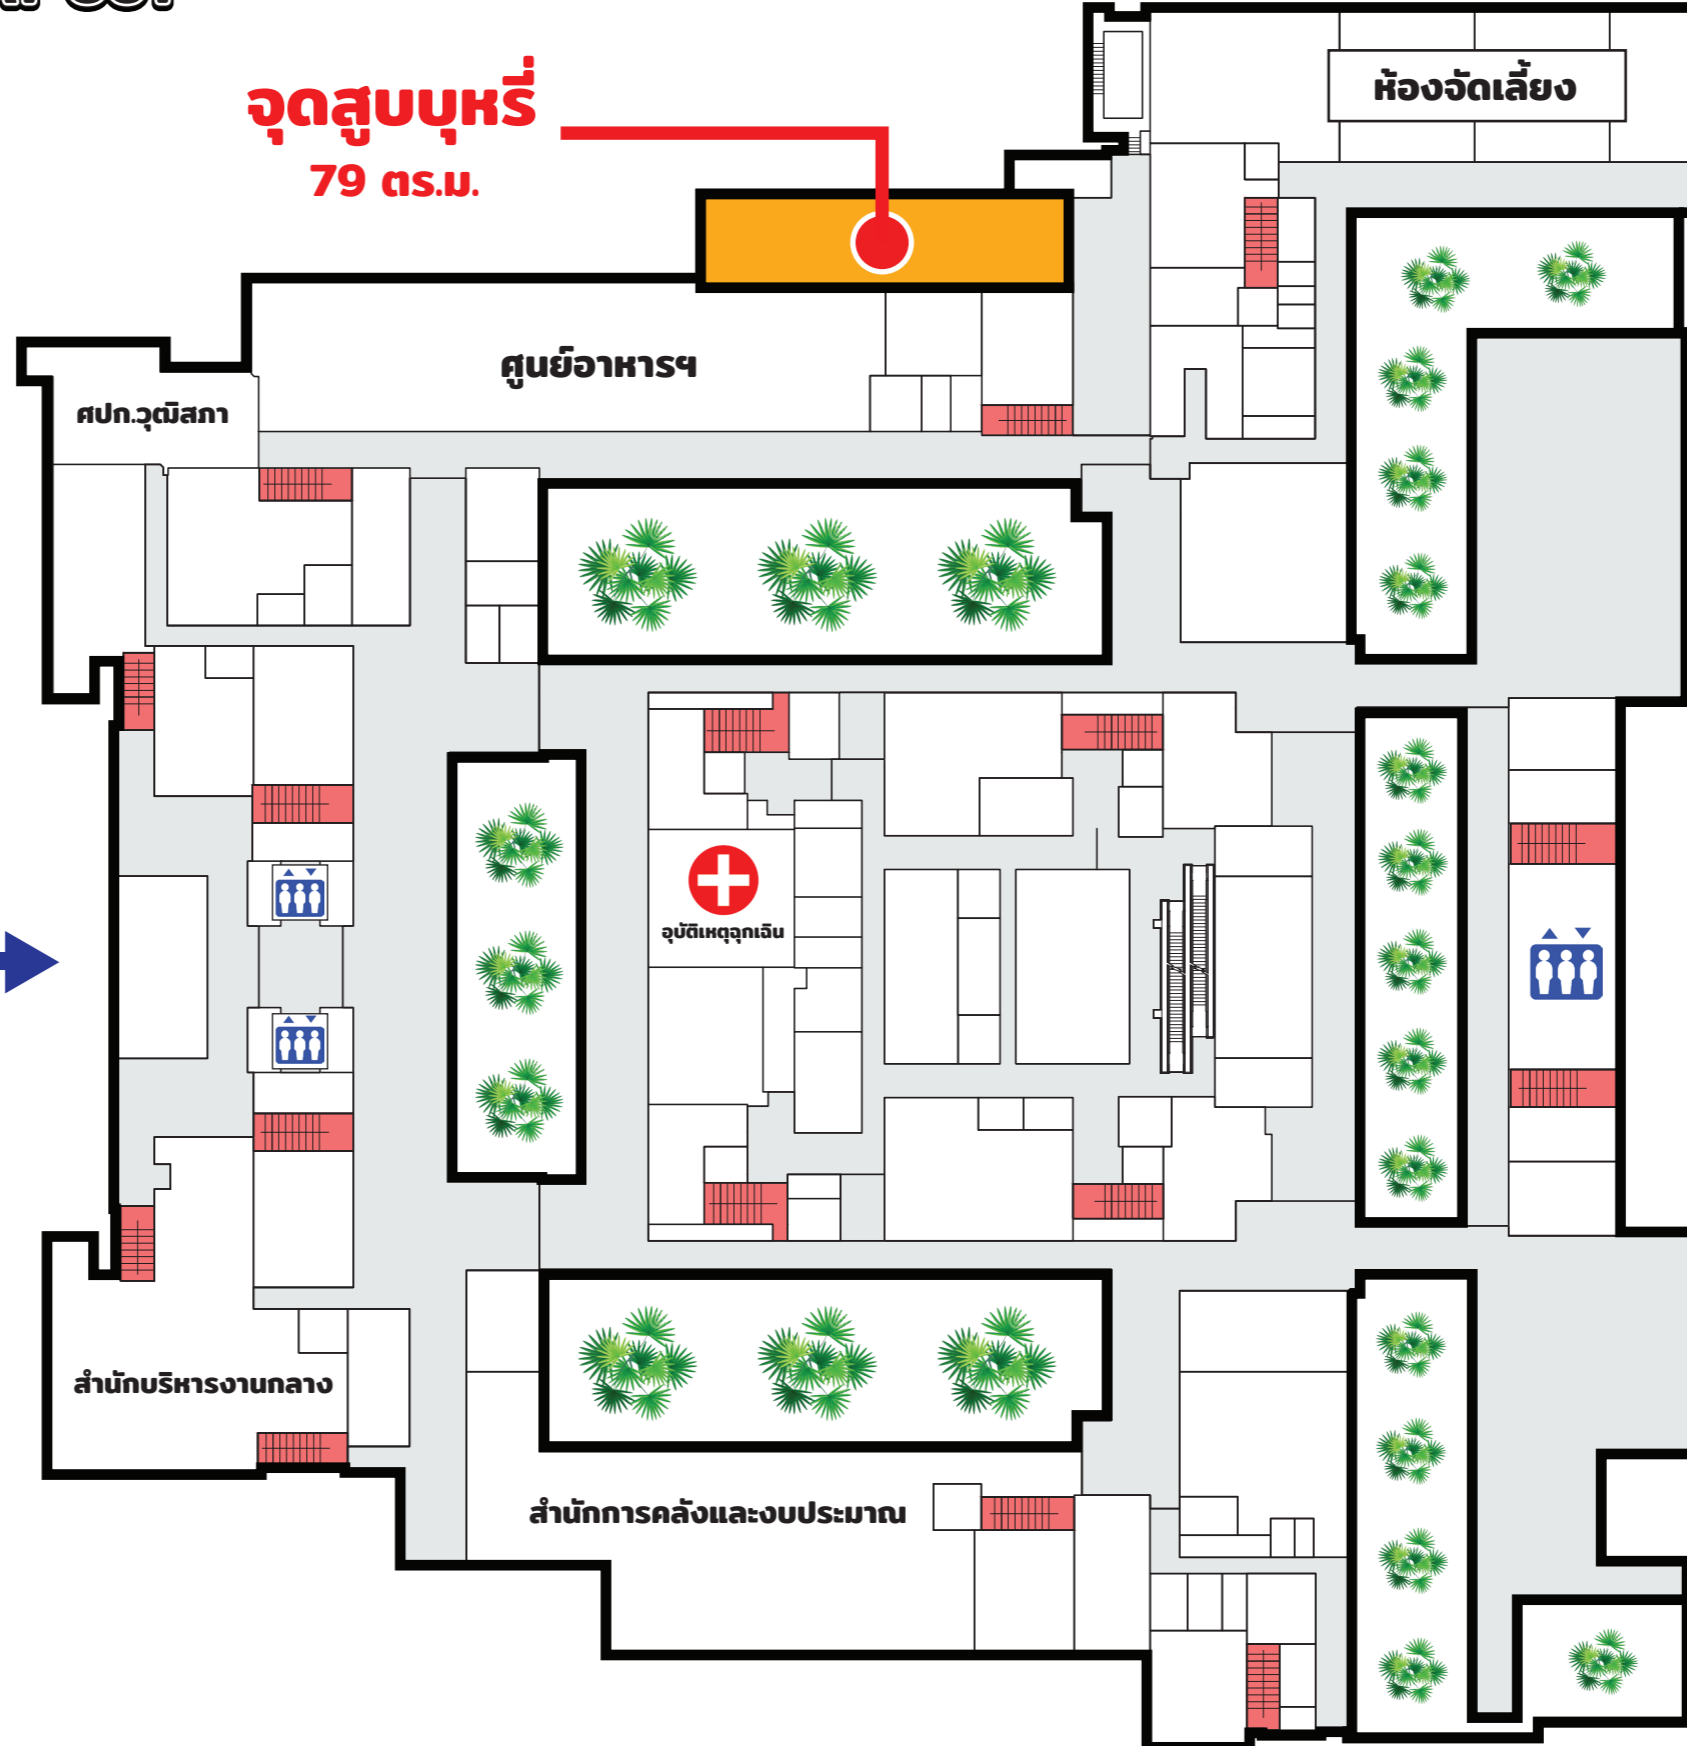 จุดสูบบุหรี่
79 ตร.ม.
ห้องจัดเลี้ยง
ศูนย์อาหารฯ
ศปก.วุฒิสภา
อุบัติเหตุฉุกเฉิน
สำนักบริหารงานกลาง
สำนักการคลังและงบประมาณ